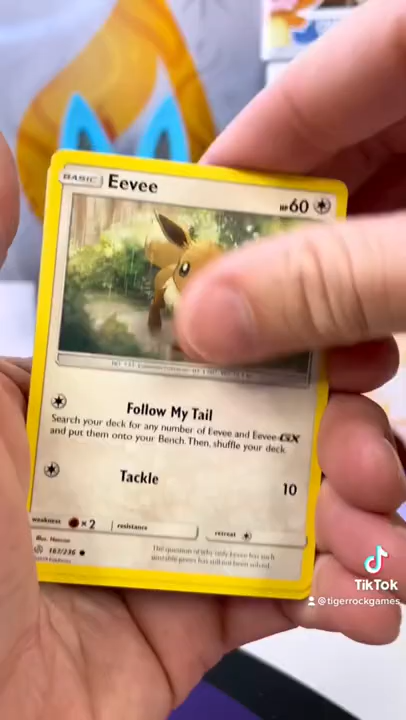 BASIC Eevee HP60
Follow My Tail
Search your deck for any number of Eevee and Eevee-GX
and put them onto your Bench. Then, shuffle your deck.
Tackle 10
weakness ×2 resistance retreat
167/236
The question of why only Eevee has such
unstable genes has still not been solved.
TikTok
@tigerrockgames